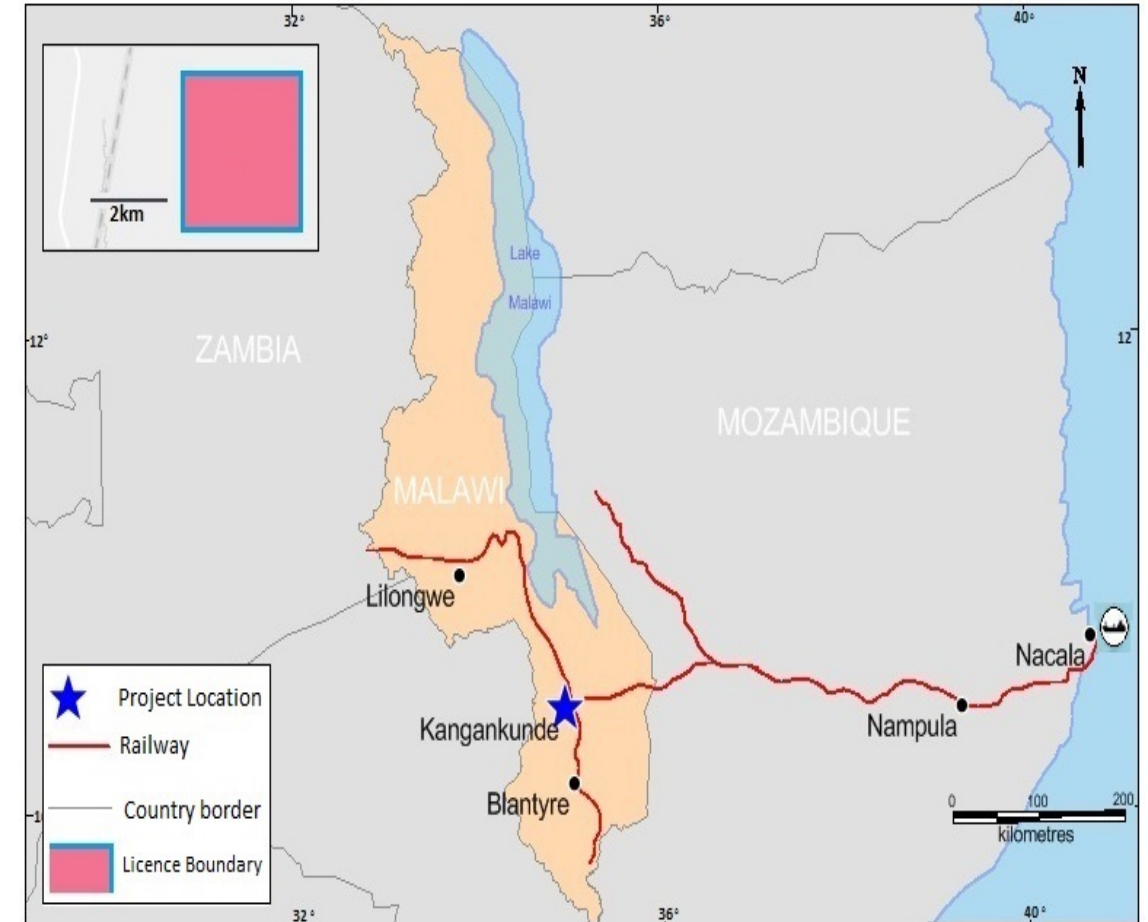 32°
36°
40°
N
2km
Lake
Malawi
12°
12
ZAMBIA
MOZAMBIQUE
MALAWI
Lilongwe
Nacala
Kangankunde
Nampula
Blantyre
Project Location
Railway
Country border
Licence Boundary
0 100 200
kilometres
32°
36°
40°